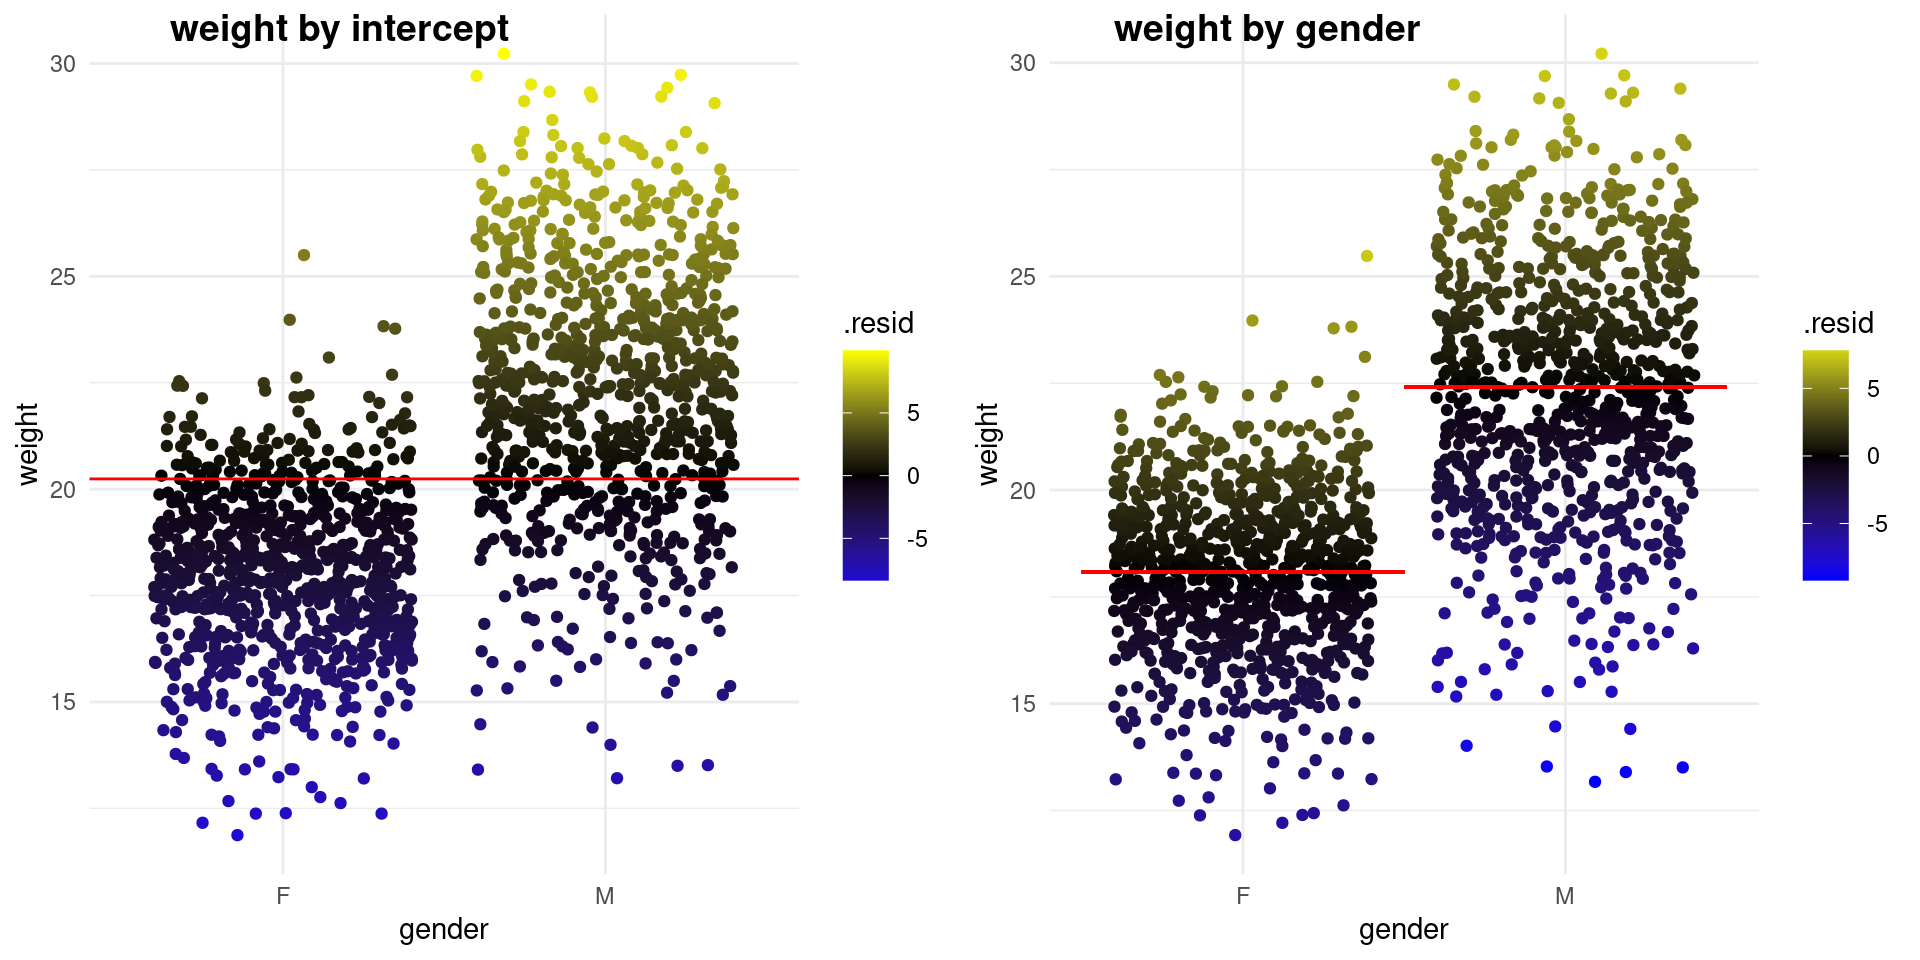 weight by intercept
30
25
20
15
weight
F
M
gender
.resid
5
0
-5
weight by gender
30
25
20
15
weight
F
M
gender
.resid
5
0
-5